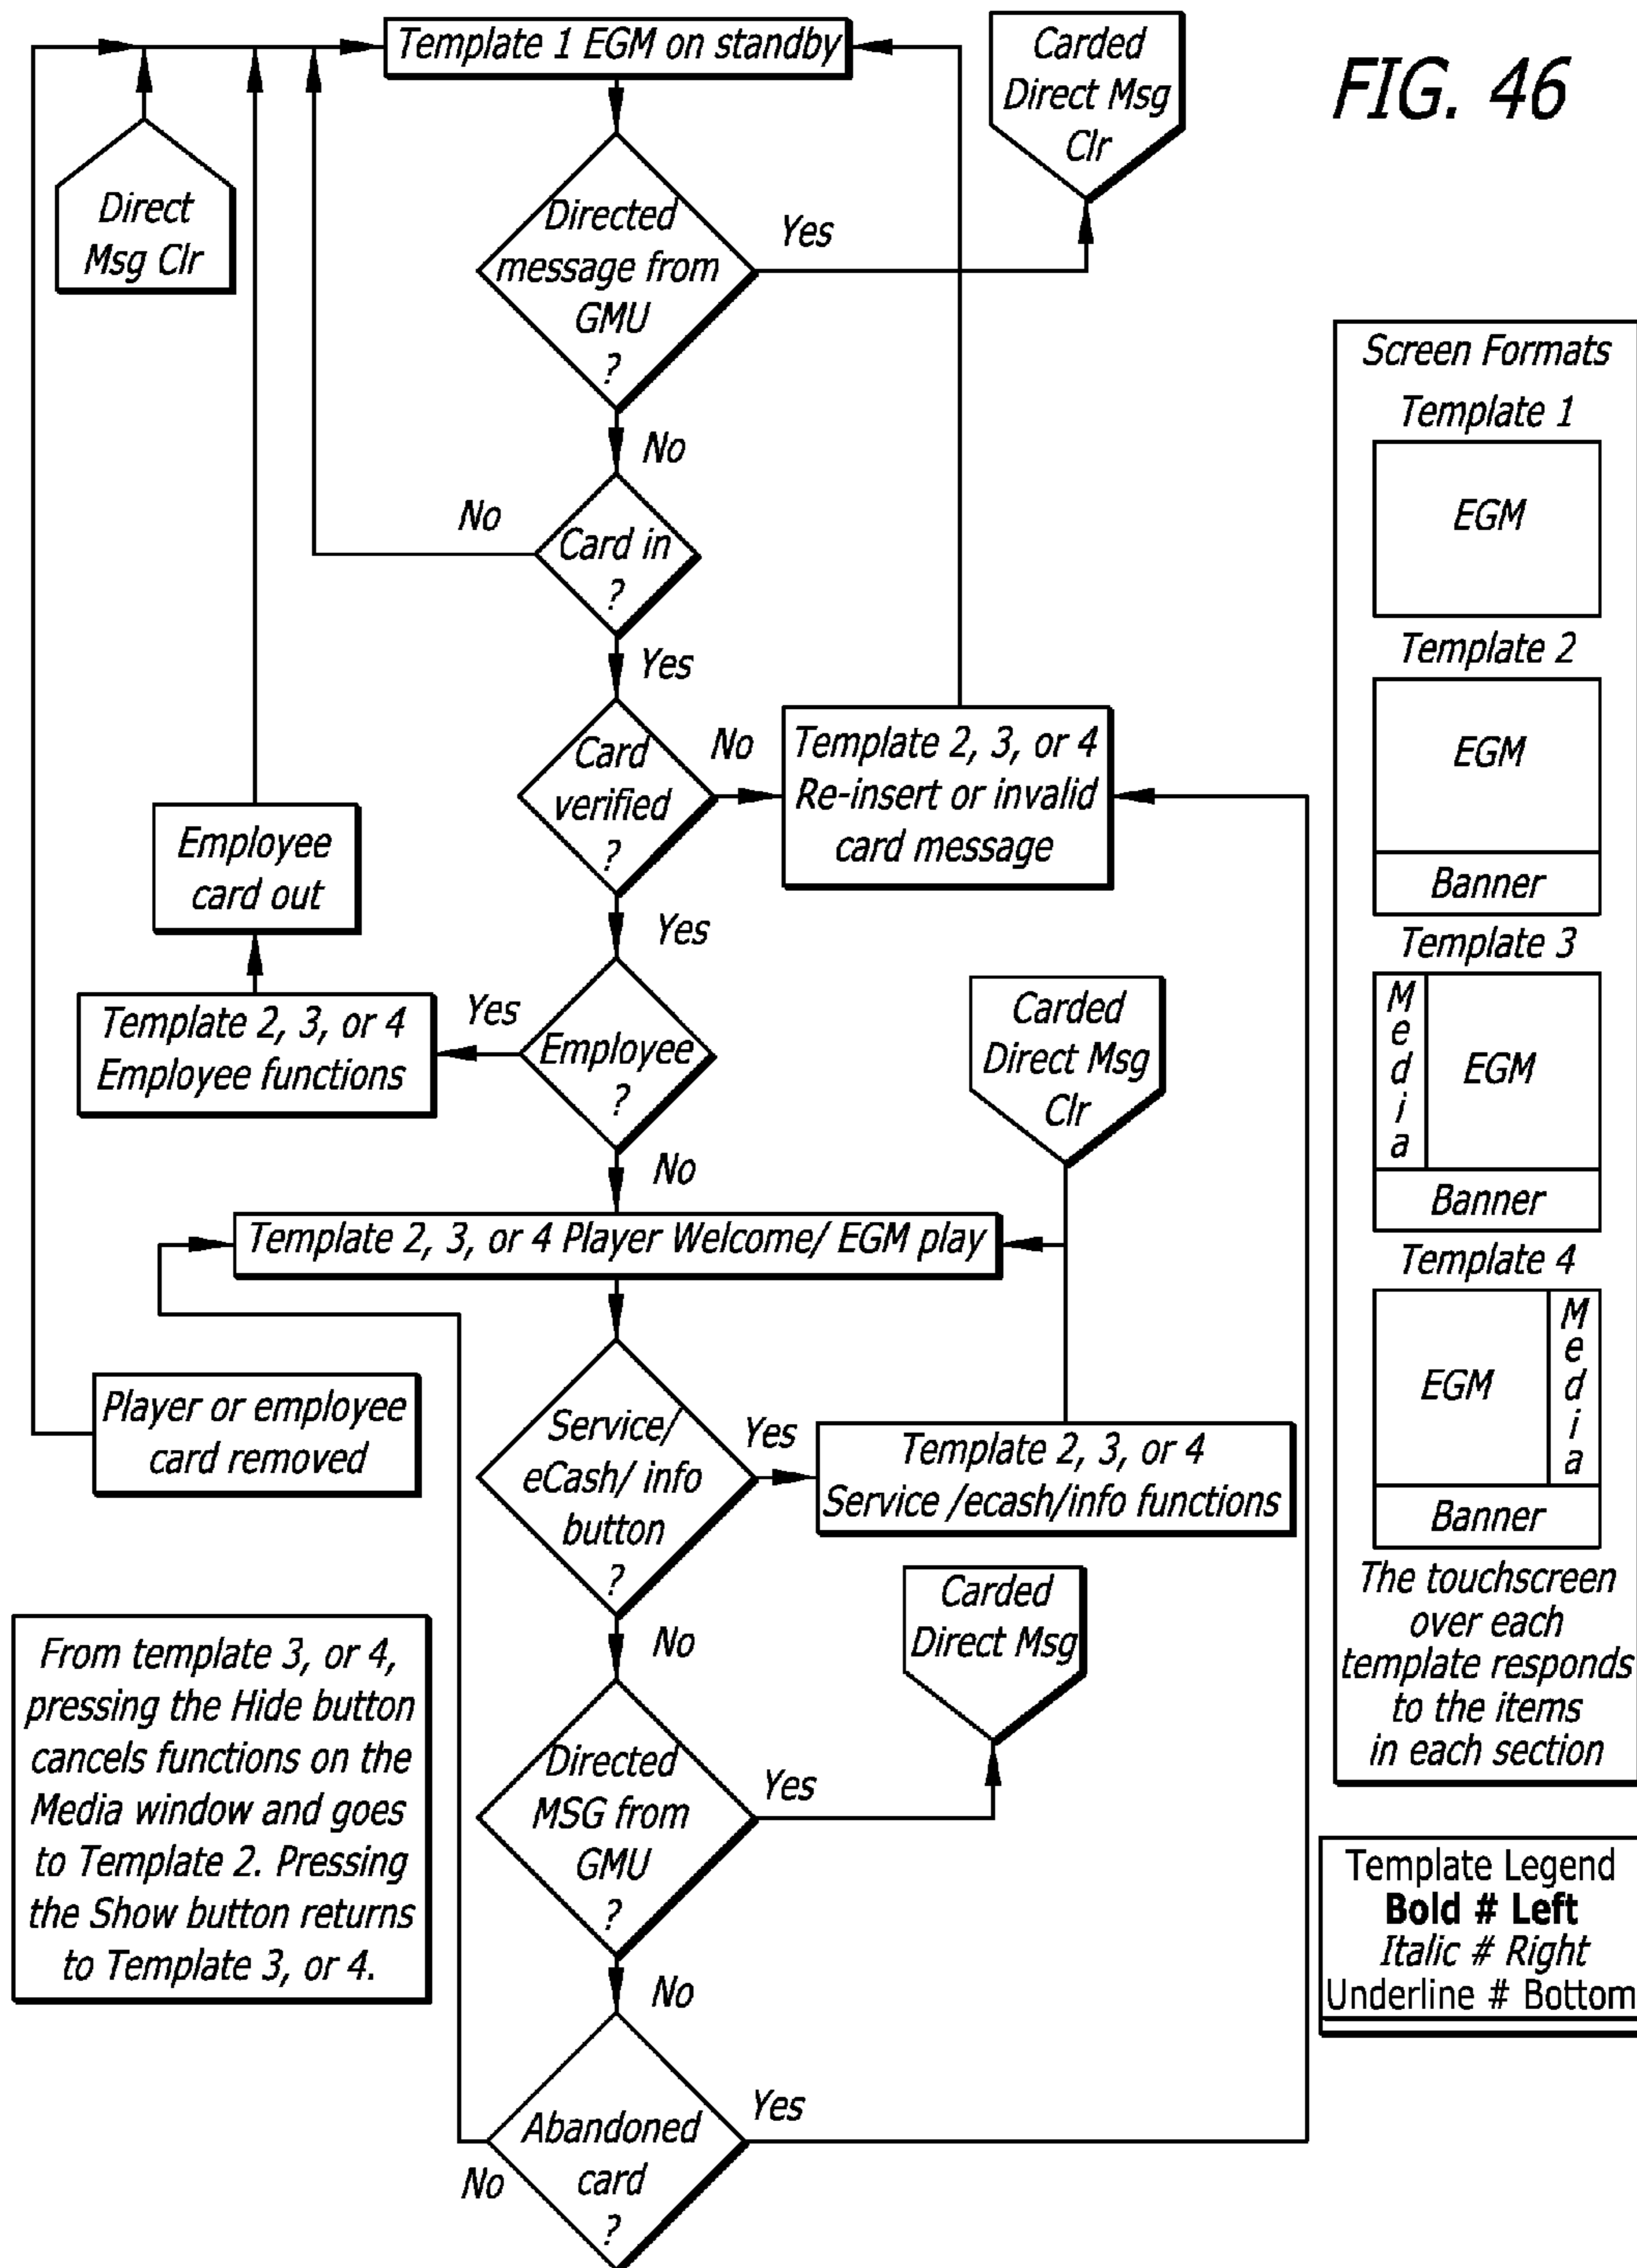 FIG. 46
Template 1 EGM on standby
Carded
Direct Msg
Clr
Direct
Msg Clr
Directed
message from
GMU
?
Yes
No
Card in
?
No
Yes
Card
verified
?
No
Template 2, 3, or 4
Re-insert or invalid
card message
Yes
Employee
card out
Employee
?
Yes
Template 2, 3, or 4
Employee functions
No
Carded
Direct Msg
Clr
Template 2, 3, or 4 Player Welcome/ EGM play
Player or employee
card removed
Service/
eCash/ info
button
?
Yes
Template 2, 3, or 4
Service /ecash/info functions
No
Carded
Direct Msg
Directed
MSG from
GMU
?
Yes
No
Abandoned
card
?
Yes
No
From template 3, or 4,
pressing the Hide button
cancels functions on the
Media window and goes
to Template 2. Pressing
the Show button returns
to Template 3, or 4.
Screen Formats
Template 1
EGM
Template 2
EGM
Banner
Template 3
Media
EGM
Banner
Template 4
EGM
Media
Banner
The touchscreen
over each
template responds
to the items
in each section
Template Legend
Bold # Left
Italic # Right
Underline # Bottom